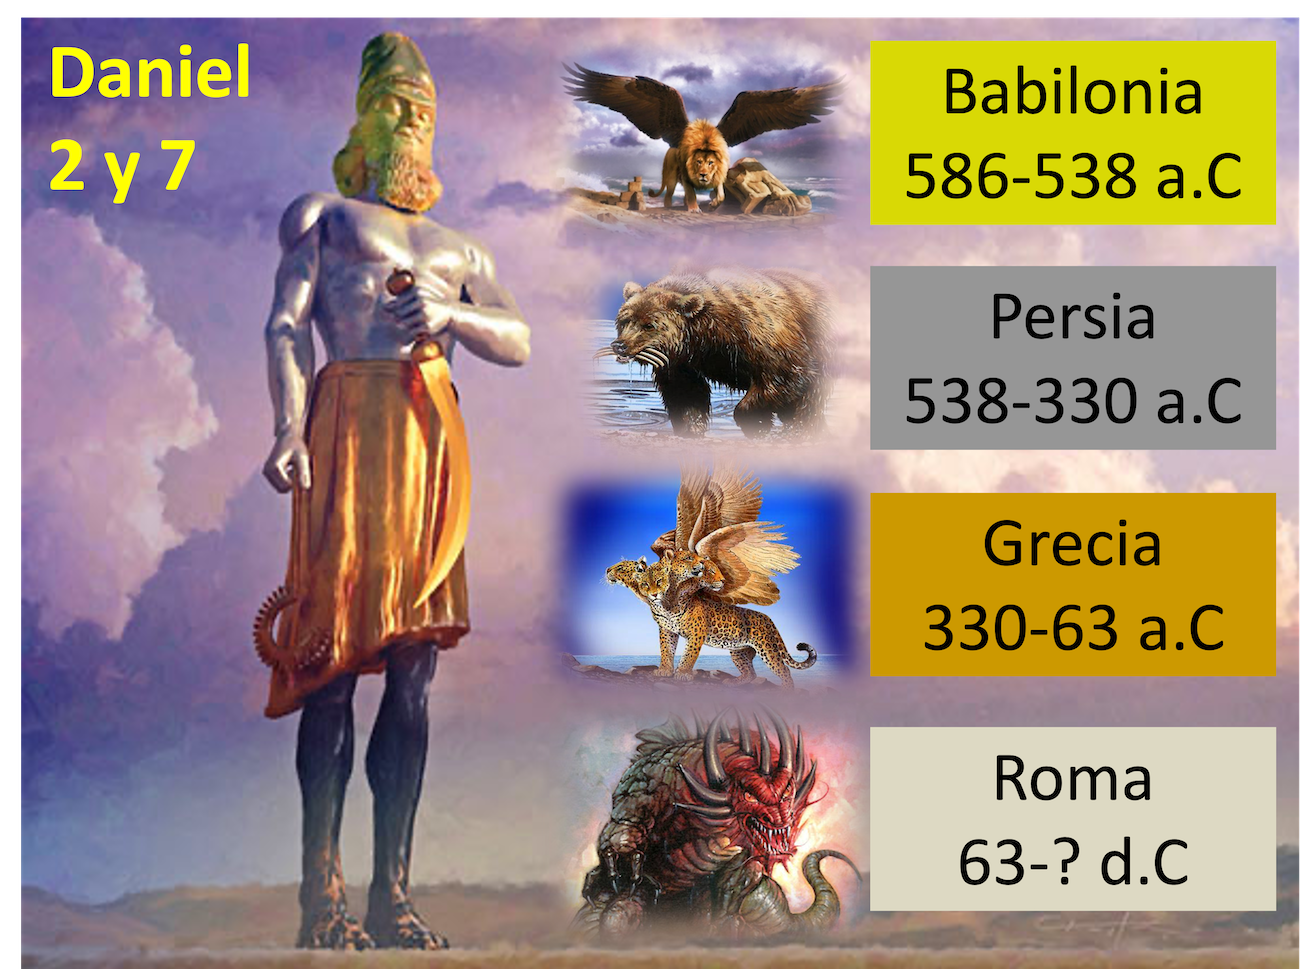 Daniel
2 y 7
Babilonia
586-538 a.C
Persia
538-330 a.C
Grecia
330-63 a.C
Roma
63-? d.C